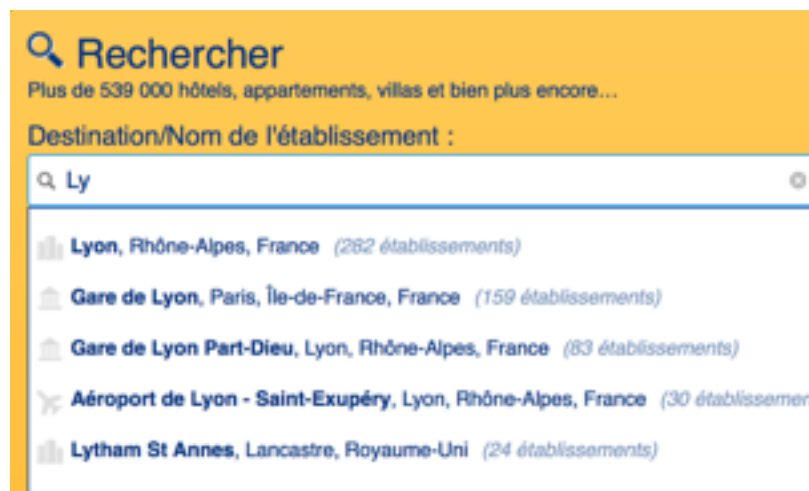 Rechercher
Plus de 539 000 hôtels, appartements, villas et bien plus encore...
Destination/Nom de l'établissement :
Ly
Lyon, Rhône-Alpes, France (282 établissements)
Gare de Lyon, Paris, Île-de-France, France (159 établissements)
Gare de Lyon Part-Dieu, Lyon, Rhône-Alpes, France (83 établissements)
Aéroport de Lyon - Saint-Exupéry, Lyon, Rhône-Alpes, France (30 établissemen
Lytham St Annes, Lancastre, Royaume-Uni (24 établissements)